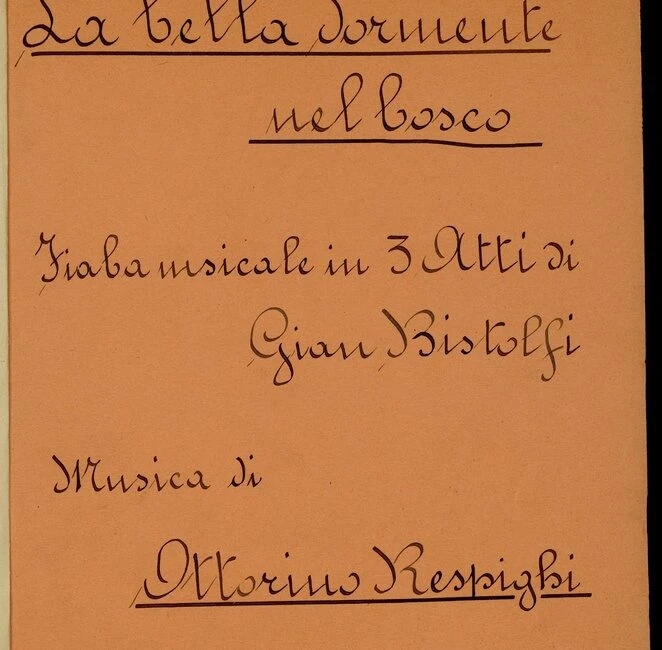 La bella dormente
nel bosco
Fiaba musicale in 3 Atti di
Gian Bistolfi
Musica di
Ottorino Respighi